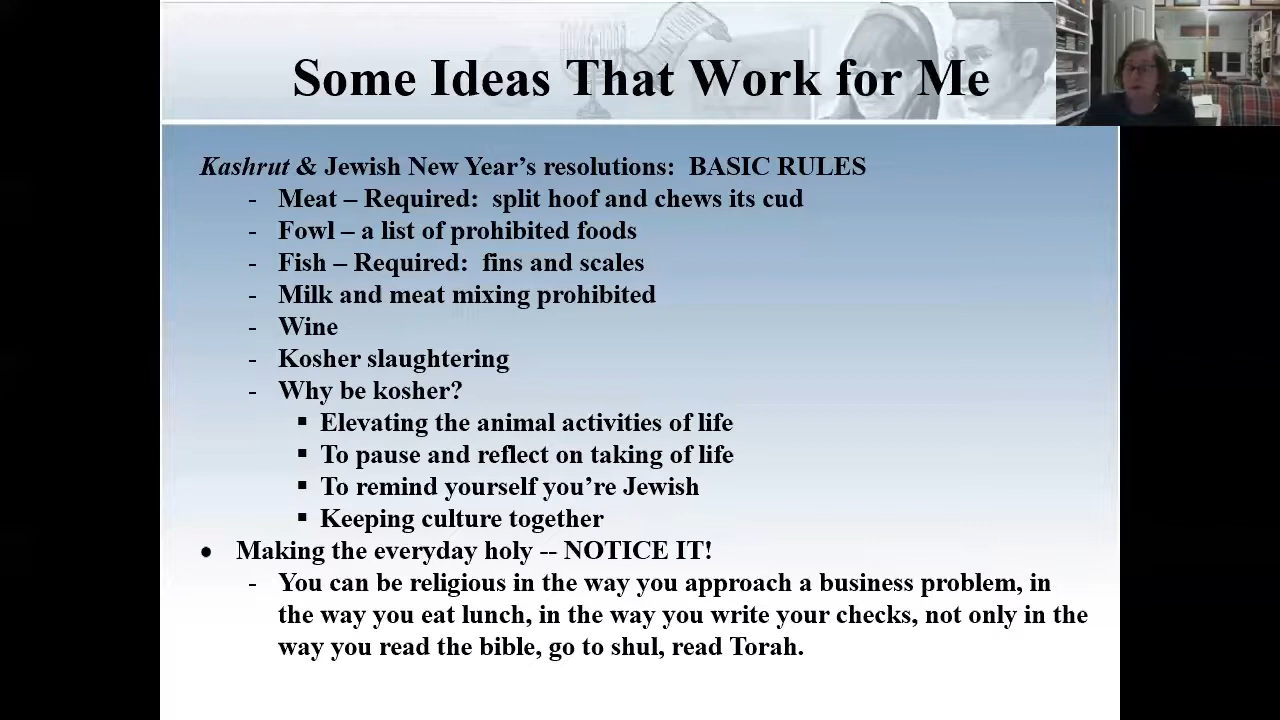 Some Ideas That Work for Me
Kashrut & Jewish New Year’s resolutions:  BASIC RULES
- Meat – Required:  split hoof and chews its cud
- Fowl – a list of prohibited foods
- Fish – Required:  fins and scales
- Milk and meat mixing prohibited
- Wine
- Kosher slaughtering
- Why be kosher?
▪ Elevating the animal activities of life
▪ To pause and reflect on taking of life
▪ To remind yourself you’re Jewish
▪ Keeping culture together
• Making the everyday holy -- NOTICE IT!
- You can be religious in the way you approach a business problem, in
the way you eat lunch, in the way you write your checks, not only in the
way you read the bible, go to shul, read Torah.